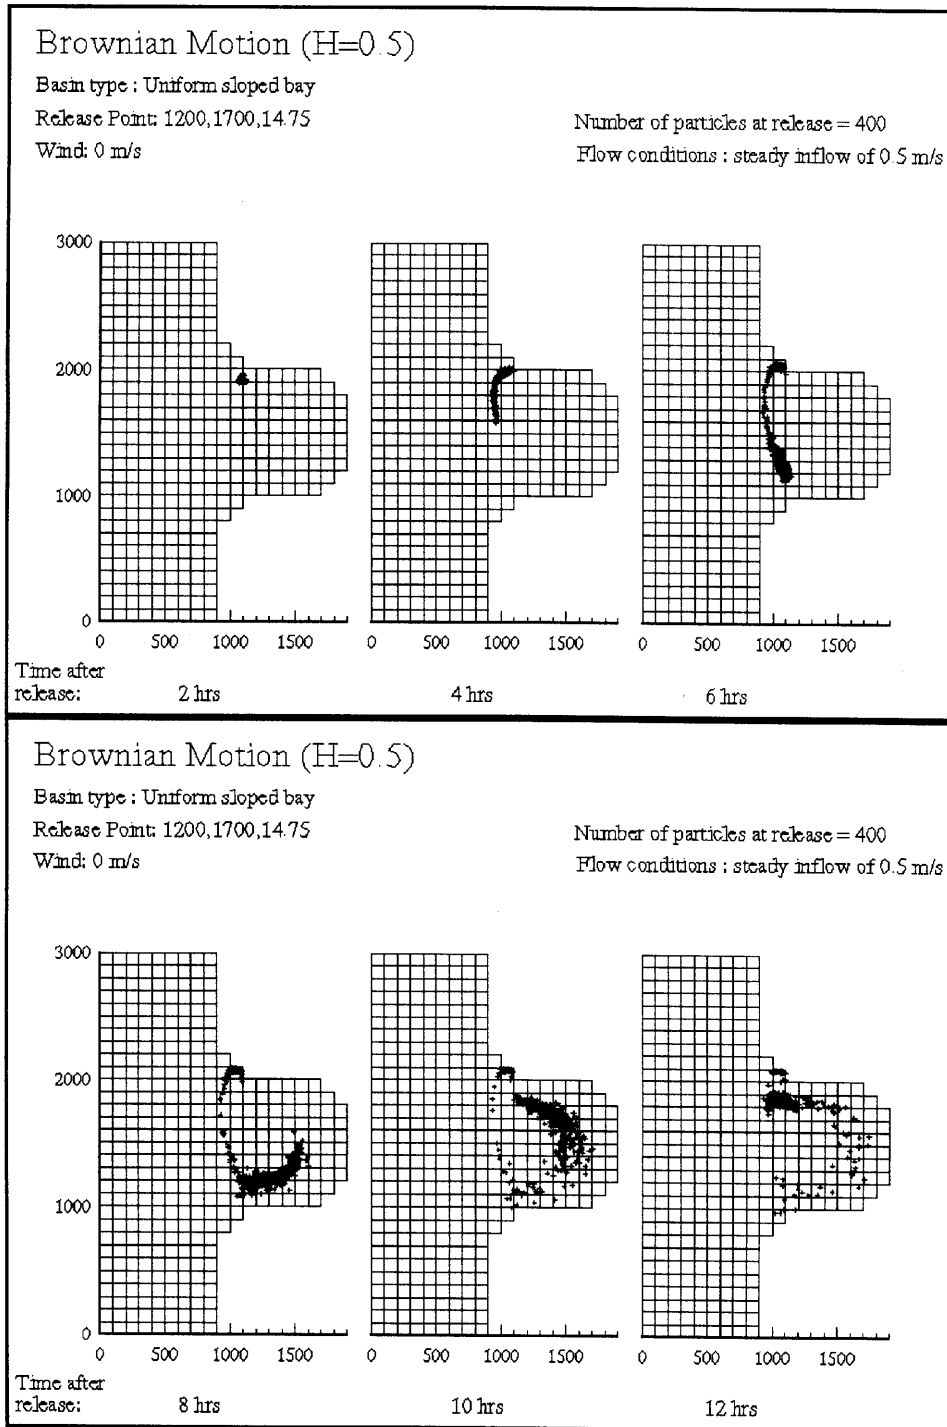 Brownian Motion (H=0.5)
Basin type : Uniform sloped bay
Release Point: 1200,1700,14.75
Number of particles at release = 400
Wind: 0 m/s
Flow conditions : steady inflow of 0.5 m/s
3000
2000
1000
0
0 500 1000 1500
0 500 1000 1500
0 500 1000 1500
Time after
release:
2 hrs
4 hrs
6 hrs
Brownian Motion (H=0.5)
Basin type : Uniform sloped bay
Release Point: 1200,1700,14.75
Number of particles at release = 400
Wind: 0 m/s
Flow conditions : steady inflow of 0.5 m/s
3000
2000
1000
0
0 500 1000 1500
0 500 1000 1500
0 500 1000 1500
Time after
release:
8 hrs
10 hrs
12 hrs